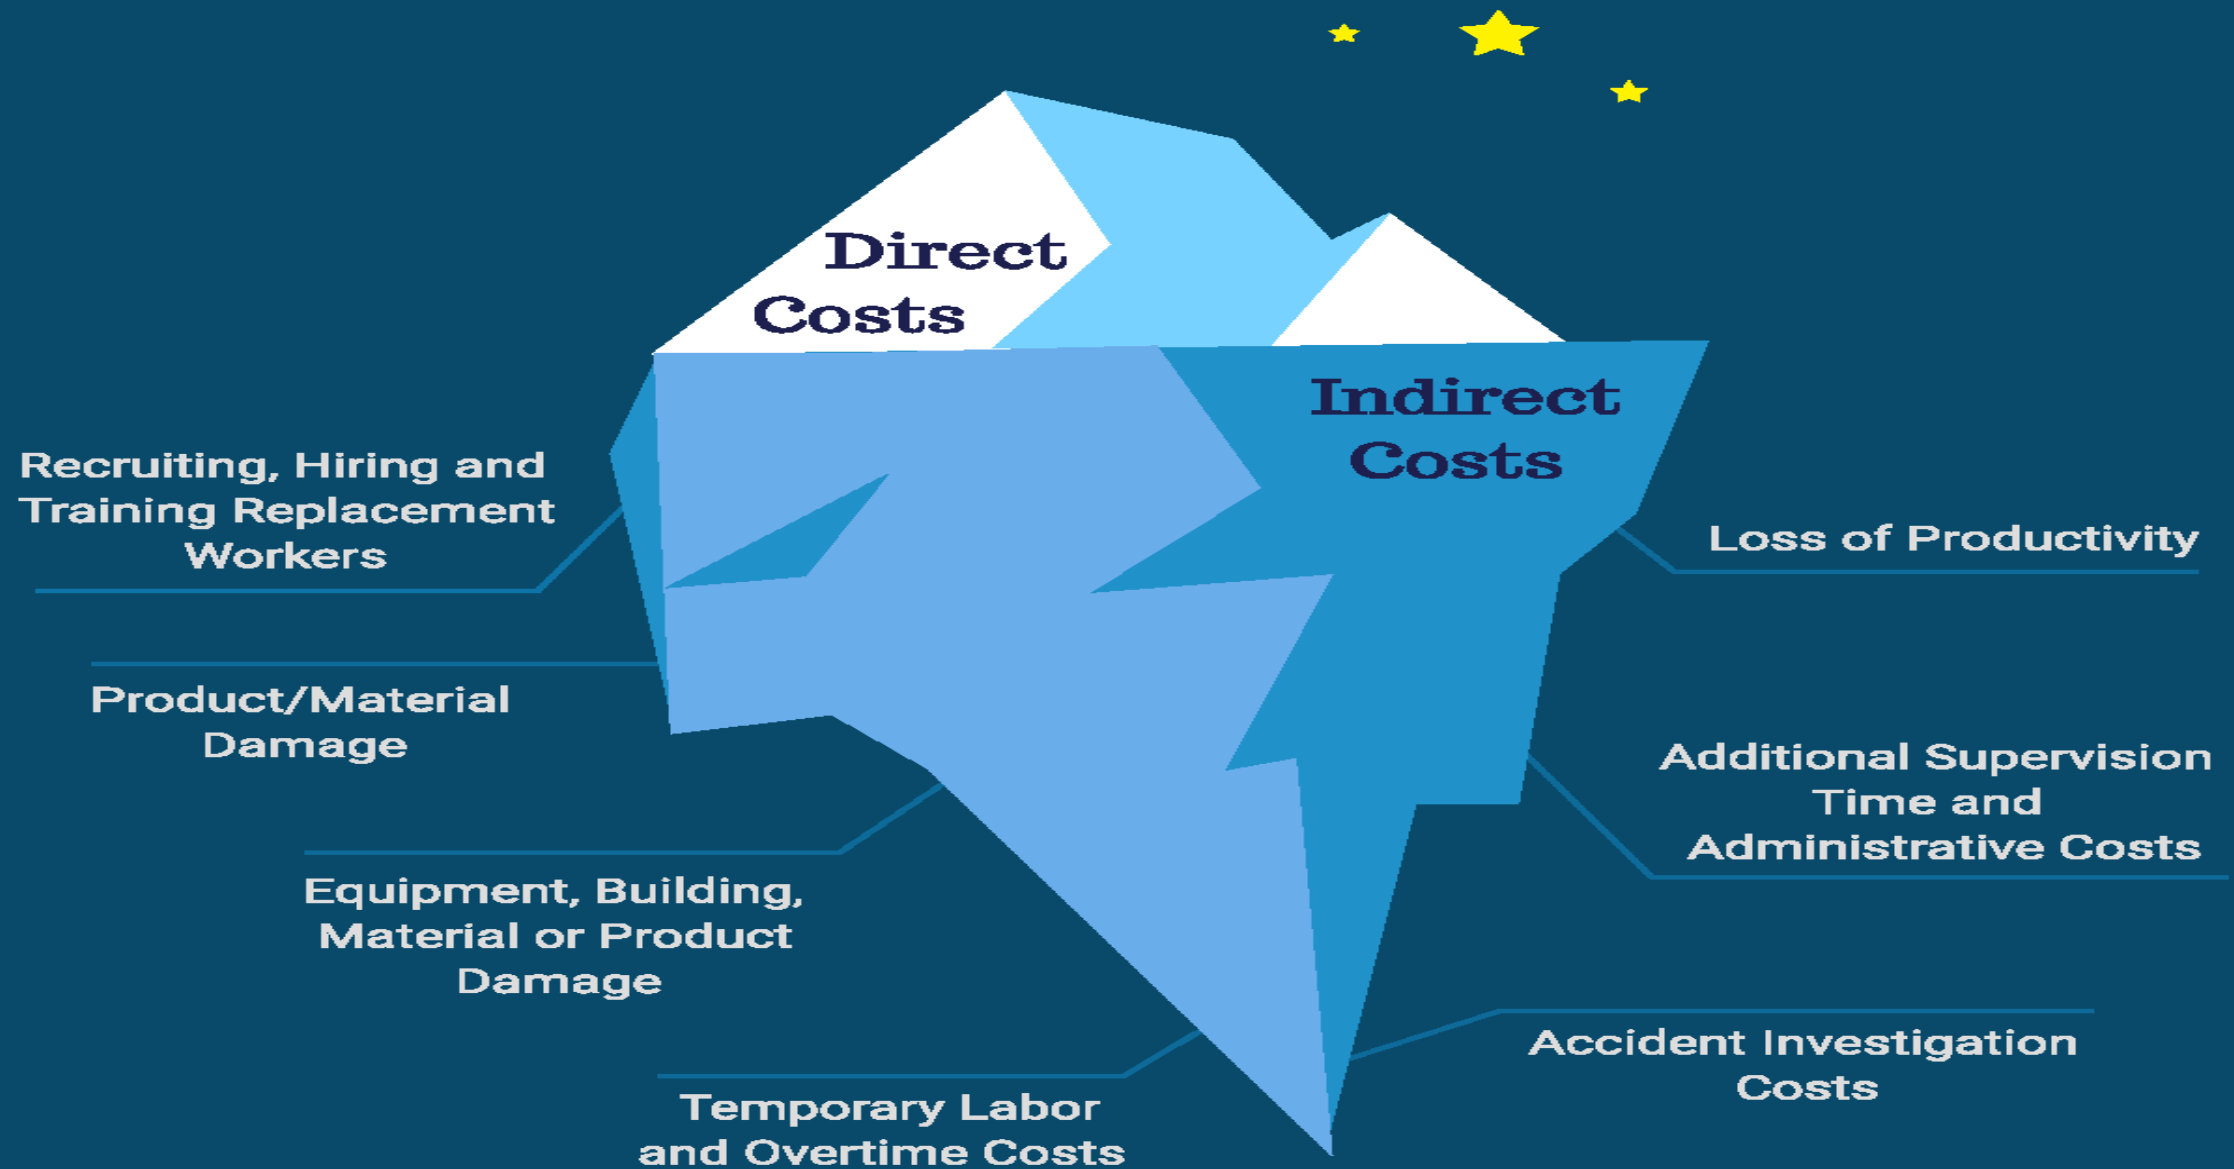 Direct
Costs
Indirect
Costs
Recruiting, Hiring and
Training Replacement
Workers
Product/Material
Damage
Equipment, Building,
Material or Product
Damage
Temporary Labor
and Overtime Costs
Loss of Productivity
Additional Supervision
Time and
Administrative Costs
Accident Investigation
Costs